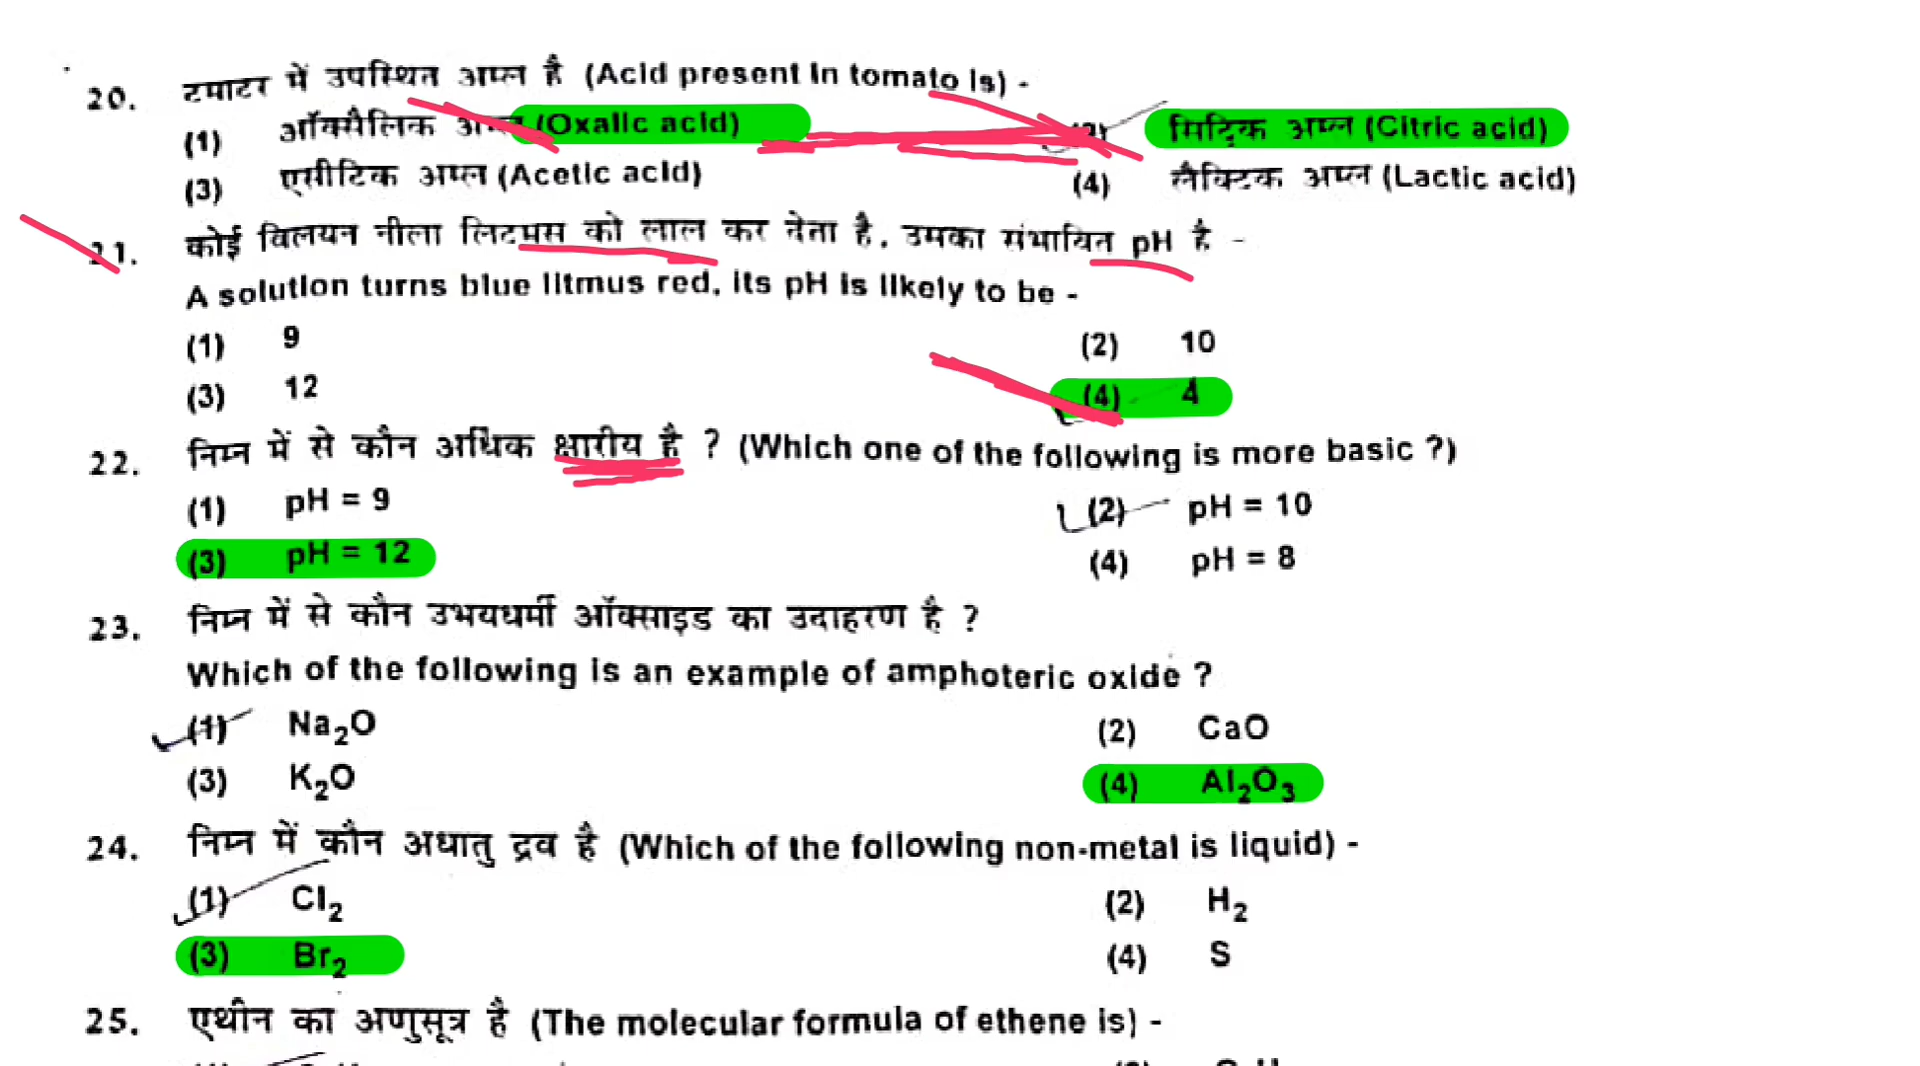 20. टमाटर में उपस्थित अम्ल है (Acid present in tomato is) -
(1) ऑक्सैलिक अम्ल (Oxalic acid) (2) सिट्रिक अम्ल (Citric acid)
(3) एसीटिक अम्ल (Acetic acid) (4) लैक्टिक अम्ल (Lactic acid)
21. कोई विलयन नीला लिटमस को लाल कर देता है, उसका संभावित pH है -
A solution turns blue litmus red, its pH is likely to be -
(1) 9 (2) 10
(3) 12 (4) 4
22. निम्न में से कौन अधिक क्षारीय है ? (Which one of the following is more basic ?)
(1) pH = 9 (2) pH = 10
(3) pH = 12 (4) pH = 8
23. निम्न में से कौन उभयधर्मी ऑक्साइड का उदाहरण है ?
Which of the following is an example of amphoteric oxide ?
(1) Na₂O (2) CaO
(3) K₂O (4) Al₂O₃
24. निम्न में कौन अधातु द्रव है (Which of the following non-metal is liquid) -
(1) Cl₂ (2) H₂
(3) Br₂ (4) S
25. एथीन का अणुसूत्र है (The molecular formula of ethene is) -